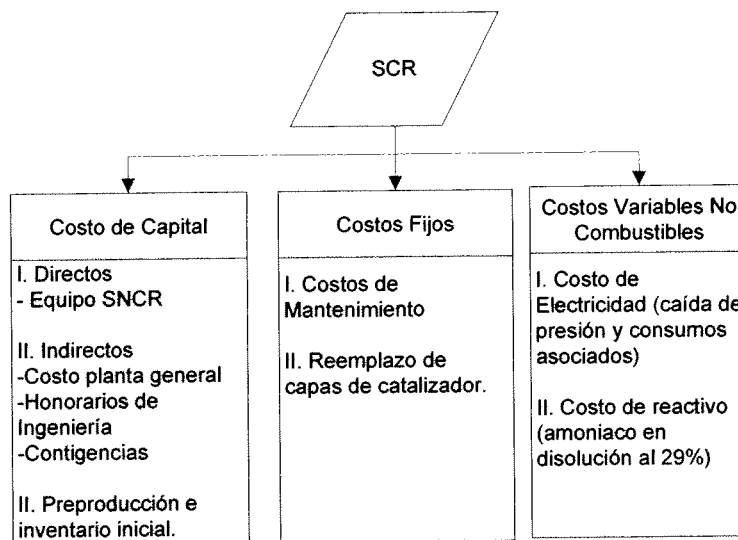 SCR
Costo de Capital
I. Directos
- Equipo SNCR
II. Indirectos
-Costo planta general
-Honorarios de
Ingeniería
-Contigencias
II. Preproducción e
inventario inicial.
Costos Fijos
I. Costos de
Mantenimiento
II. Reemplazo de
capas de catalizador.
Costos Variables No
Combustibles
I. Costo de
Electricidad (caída de
presión y consumos
asociados)
II. Costo de reactivo
(amoniaco en
disolución al 29%)